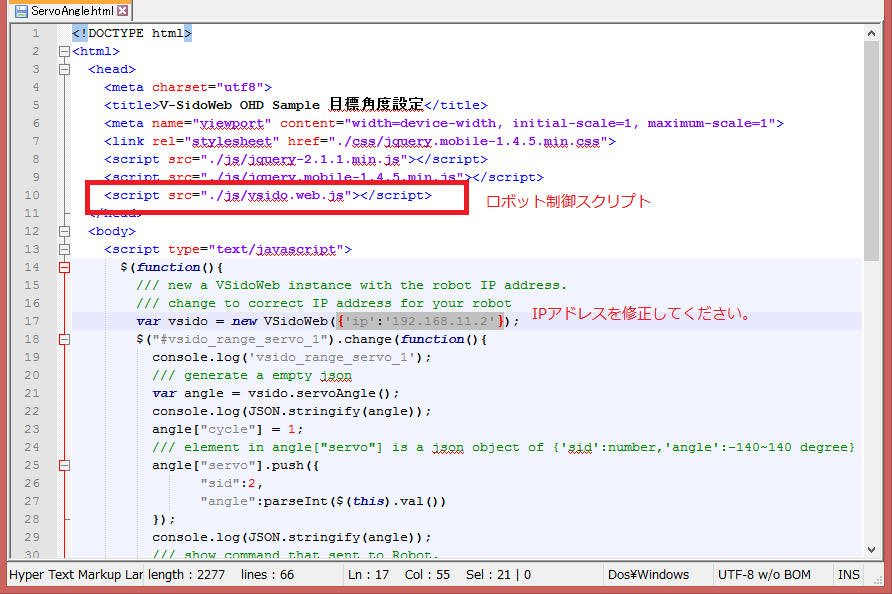 ServoAngle.html
1 <!DOCTYPE html>
2 <html>
3 <head>
4 <meta charset="utf8">
5 <title>V-SidoWeb OHD Sample 目標角度設定</title>
6 <meta name="viewport" content="width=device-width, initial-scale=1, maximum-scale=1">
7 <link rel="stylesheet" href="./css/jquery.mobile-1.4.5.min.css">
8 <script src="./js/jquery-2.1.1.min.js"></script>
9 <script src="./js/jquery.mobile-1.4.5.min.js"></script>
10 <script src="./js/vsido.web.js"></script> ロボット制御スクリプト
11 </head>
12 <body>
13 <script type="text/javascript">
14 $(function(){
15 /// new a VSidoWeb instance with the robot IP address.
16 /// change to correct IP address for your robot
17 var vsido = new VSidoWeb({'ip':'192.168.11.2'}); IPアドレスを修正してください。
18 $("#vsido_range_servo_1").change(function(){
19 console.log('vsido_range_servo_1');
20 /// generate a empty json
21 var angle = vsido.servoAngle();
22 console.log(JSON.stringify(angle));
23 angle["cycle"] = 1;
24 /// element in angle["servo"] is a json object of {'sid':number,'angle':-140~140 degree}
25 angle["servo"].push({
26 "sid":2,
27 "angle":parseInt($(this).val())
28 });
29 console.log(JSON.stringify(angle));
30 /// show command that sent to Robot.
Hyper Text Markup Lar length : 2277 lines : 66 Ln : 17 Col : 55 Sel : 21 | 0 Dos¥Windows UTF-8 w/o BOM INS